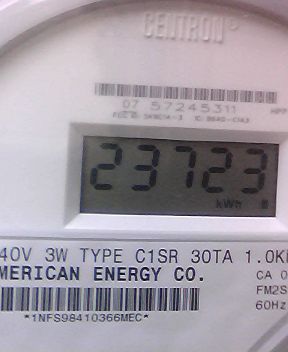 CENTRON®
07 57245311
23723
kWh
40V 3W TYPE C1SR 30TA 1.0K
MERICAN ENERGY CO.
CA 0
FM2S
60Hz
*1NFS98410366MEC*